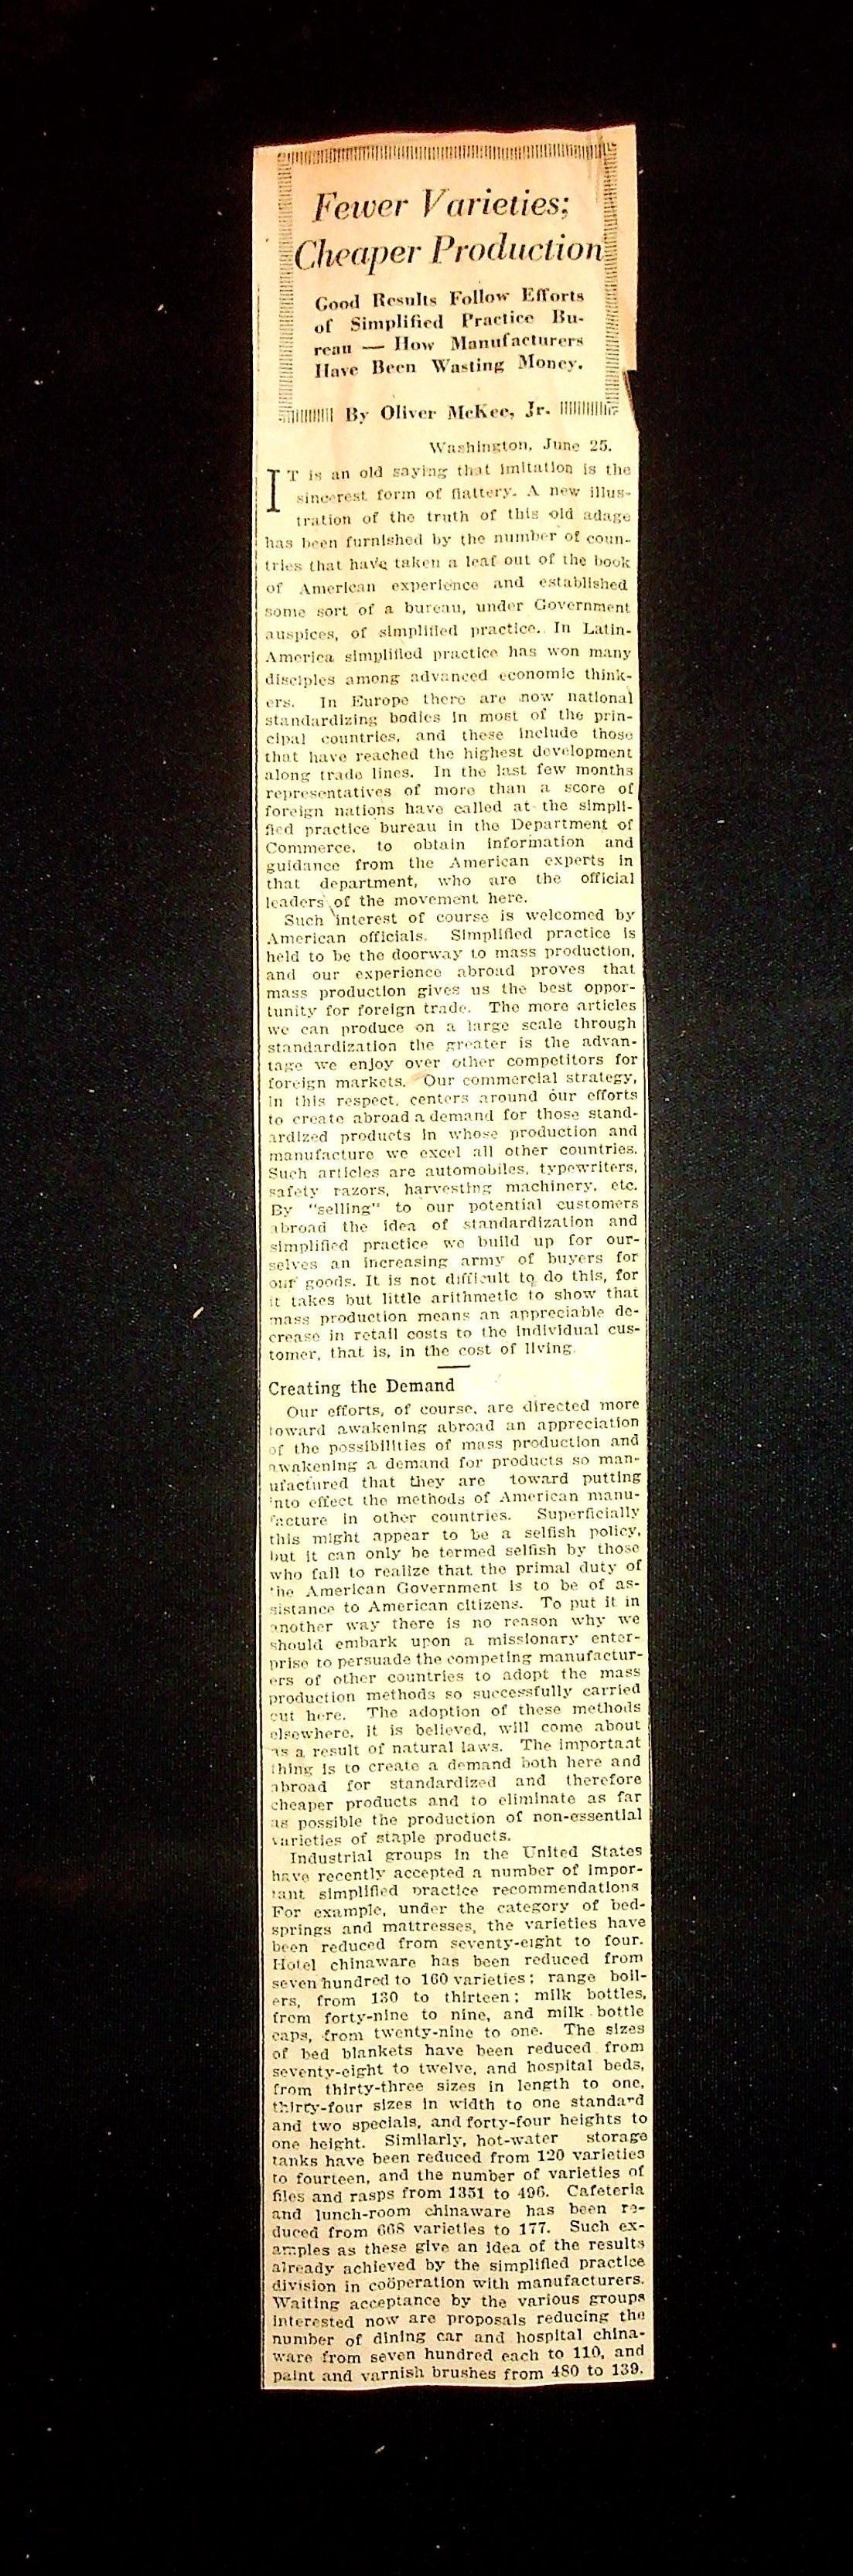 Fewer Varieties;
Cheaper Production
Good Results Follow Efforts
of Simplified Practice Bu-
reau — How Manufacturers
Have Been Wasting Money.
By Oliver McKee, Jr.
Washington, June 25.
IT is an old saying that imitation is the
sincerest form of flattery. A new illus-
tration of the truth of this old adage
has been furnished by the number of coun-
tries that have taken a leaf out of the book
of American experience and established
some sort of a bureau, under Government
auspices, of simplified practice. In Latin-
America simplified practice has won many
disciples among advanced economic think-
ers. In Europe there are now national
standardizing bodies in most of the prin-
cipal countries, and these include those
that have reached the highest development
along trade lines. In the last few months
representatives of more than a score of
foreign nations have called at the simpli-
fied practice bureau in the Department of
Commerce, to obtain information and
guidance from the American experts in
that department, who are the official
leaders of the movement here.
Such interest of course is welcomed by
American officials. Simplified practice is
held to be the doorway to mass production,
and our experience abroad proves that
mass production gives us the best oppor-
tunity for foreign trade. The more articles
we can produce on a large scale through
standardization the greater is the advan-
tage we enjoy over other competitors for
foreign markets. Our commercial strategy,
in this respect, centers around our efforts
to create abroad a demand for those stand-
ardized products in whose production and
manufacture we excel all other countries.
Such articles are automobiles, typewriters,
safety razors, harvesting machinery, etc.
By "selling" to our potential customers
abroad the idea of standardization and
simplified practice we build up for our-
selves an increasing army of buyers for
our goods. It is not difficult to do this, for
it takes but little arithmetic to show that
mass production means an appreciable de-
crease in retail costs to the individual cus-
tomer, that is, in the cost of living.
Creating the Demand
Our efforts, of course, are directed more
toward awakening abroad an appreciation
of the possibilities of mass production and
awakening a demand for products so man-
ufactured that they are toward putting
into effect the methods of American manu-
facture in other countries. Superficially
this might appear to be a selfish policy,
but it can only be termed selfish by those
who fail to realize that the primal duty of
the American Government is to be of as-
sistance to American citizens. To put it in
another way there is no reason why we
should embark upon a missionary enter-
prise to persuade the competing manufactur-
ers of other countries to adopt the mass
production methods so successfully carried
out here. The adoption of these methods
elsewhere, it is believed, will come about
as a result of natural laws. The important
thing is to create a demand both here and
abroad for standardized and therefore
cheaper products and to eliminate as far
as possible the production of non-essential
varieties of staple products.
Industrial groups in the United States
have recently accepted a number of impor-
tant simplified practice recommendations
For example, under the category of bed-
springs and mattresses, the varieties have
been reduced from seventy-eight to four.
Hotel chinaware has been reduced from
seven hundred to 160 varieties; range boil-
ers, from 130 to thirteen; milk bottles,
from forty-nine to nine, and milk bottle
caps, from twenty-nine to one. The sizes
of bed blankets have been reduced from
seventy-eight to twelve, and hospital beds,
from thirty-three sizes in length to one,
thirty-four sizes in width to one standard
and two specials, and forty-four heights to
one height. Similarly, hot-water storage
tanks have been reduced from 120 varieties
to fourteen, and the number of varieties of
files and rasps from 1351 to 496. Cafeteria
and lunch-room chinaware has been re-
duced from 668 varieties to 177. Such ex-
amples as these give an idea of the results
already achieved by the simplified practice
division in coöperation with manufacturers.
Waiting acceptance by the various groups
interested now are proposals reducing the
number of dining car and hospital china-
ware from seven hundred each to 110, and
paint and varnish brushes from 480 to 139.